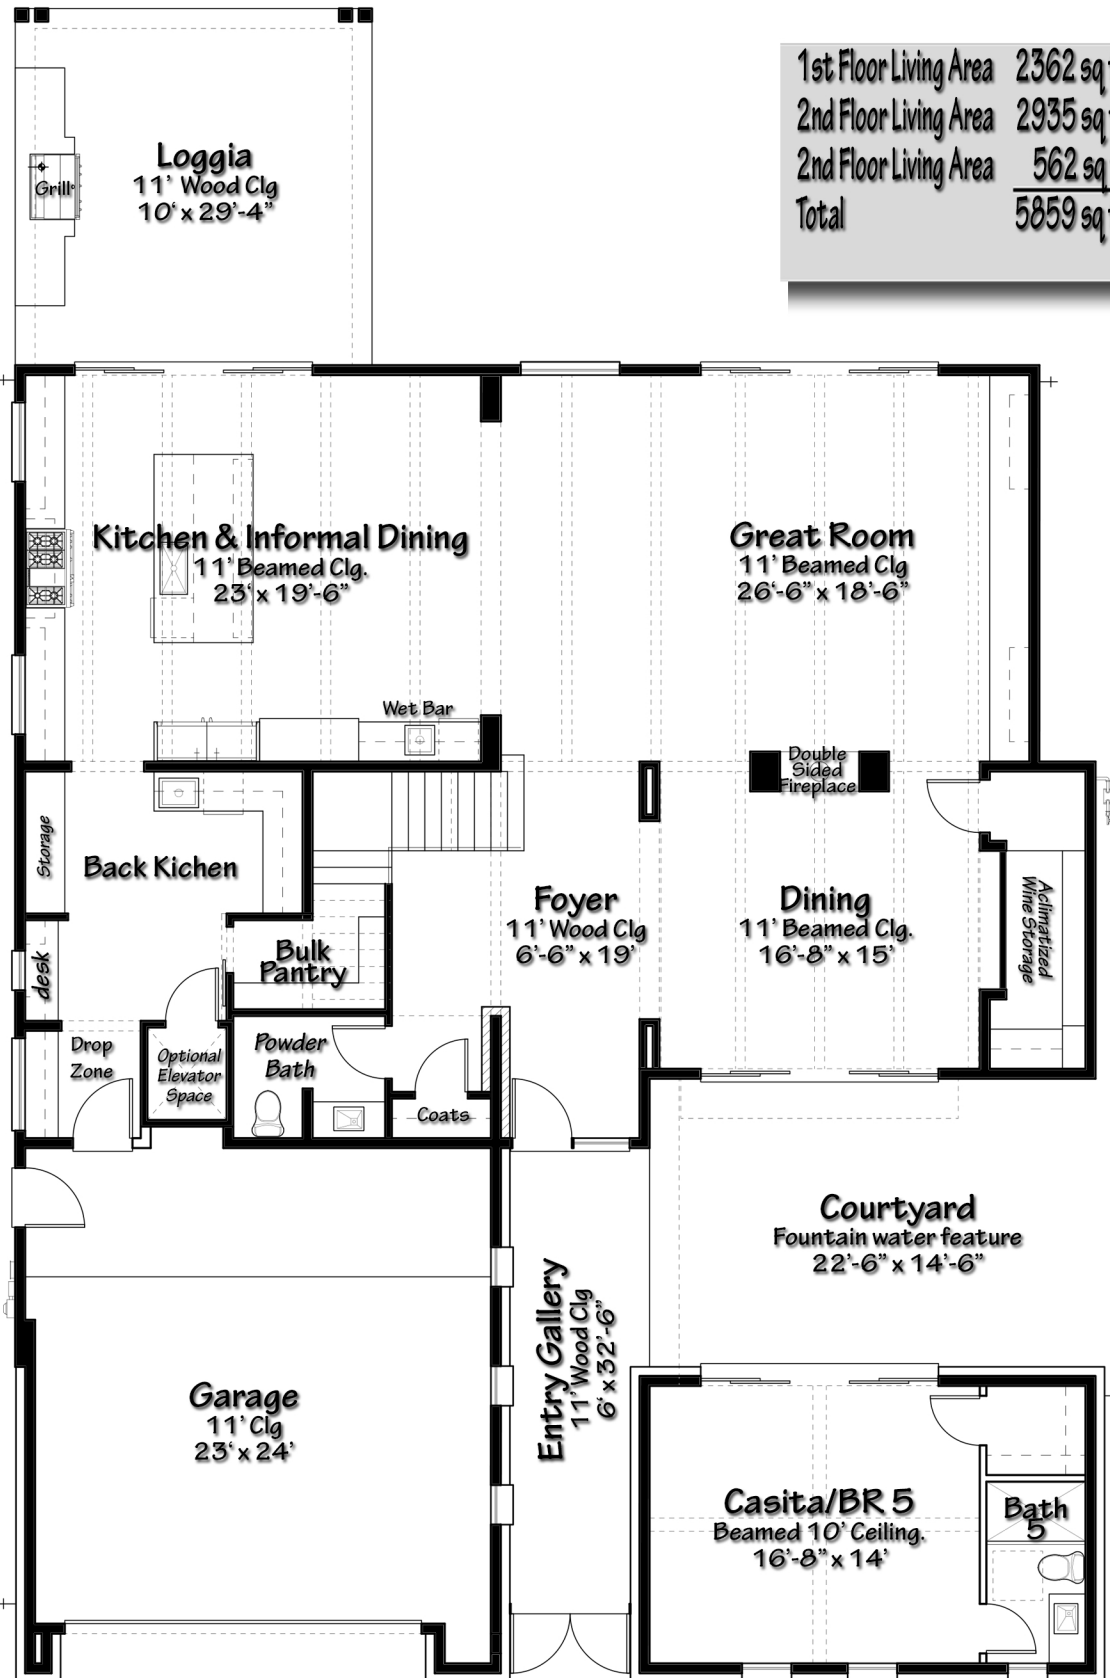 1st Floor Living Area 2362 sq
2nd Floor Living Area 2935 sq
2nd Floor Living Area 562 sq
Total 5859 sq
Loggia
11' Wood Clg
10' x 29'-4"
Grill
Kitchen & Informal Dining
11' Beamed Clg.
23' x 19'-6"
Great Room
11' Beamed Clg
26'-6" x 18'-6"
Wet Bar
Double
Sided
Fireplace
Storage
Back Kichen
Foyer
11' Wood Clg
6'-6" x 19'
Dining
11' Beamed Clg.
16'-8" x 15'
Aclimatized
Wine Storage
Bulk
Pantry
desk
Drop
Zone
Optional
Elevator
Space
Powder
Bath
Coats
Courtyard
Fountain water feature
22'-6" x 14'-6"
Entry Gallery
11' Wood Clg
6' x 32'-6"
Garage
11' Clg
23' x 24'
Casita/BR 5
Beamed 10' Ceiling.
16'-8" x 14'
Bath
5